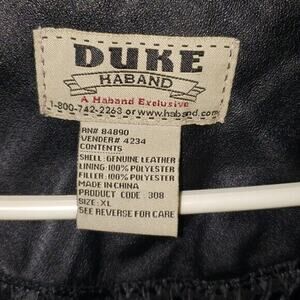 DUKE
HABAND
A Haband Exclusive
1-800-742-2263 or www.haband.com
RN# 84890
VENDER# 4234
CONTENTS
SHELL: GENUINE LEATHER
LINING: 100% POLYESTER
FILLER: 100% POLYESTER
MADE IN CHINA
PRODUCT CODE: 308
SIZE: XL
SEE REVERSE FOR CARE